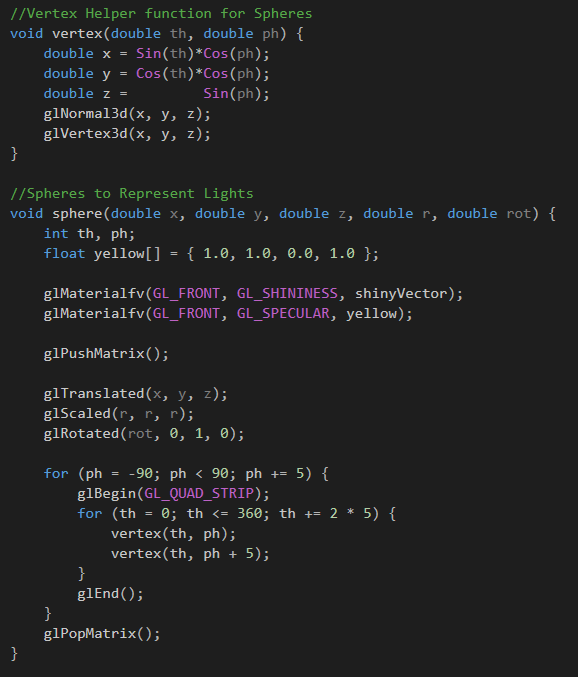 //Vertex Helper function for Spheres
void vertex(double th, double ph) {
    double x = Sin(th)*Cos(ph);
    double y = Cos(th)*Cos(ph);
    double z =         Sin(ph);
    glNormal3d(x, y, z);
    glVertex3d(x, y, z);
}

//Spheres to Represent Lights
void sphere(double x, double y, double z, double r, double rot) {
    int th, ph;
    float yellow[] = { 1.0, 1.0, 0.0, 1.0 };

    glMaterialfv(GL_FRONT, GL_SHININESS, shinyVector);
    glMaterialfv(GL_FRONT, GL_SPECULAR, yellow);

    glPushMatrix();

    glTranslated(x, y, z);
    glScaled(r, r, r);
    glRotated(rot, 0, 1, 0);

    for (ph = -90; ph < 90; ph += 5) {
        glBegin(GL_QUAD_STRIP);
        for (th = 0; th <= 360; th += 2 * 5) {
            vertex(th, ph);
            vertex(th, ph + 5);
        }
        glEnd();
    }
    glPopMatrix();
}